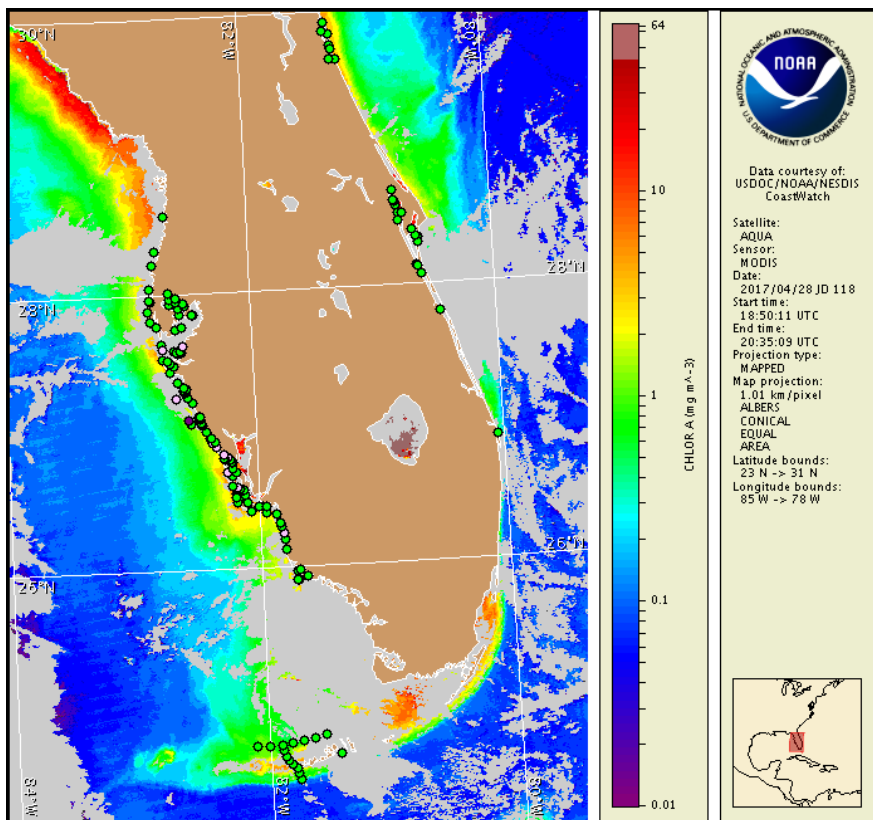 30°N
82°W
80°W
28°N
28°N
26°N
26°N
84°W
82°W
80°W
64
10
1
0.1
0.01
CHLOR A (mg m^-3)
NATIONAL OCEANIC AND ATMOSPHERIC ADMINISTRATION
NOAA
U.S. DEPARTMENT OF COMMERCE
Data courtesy of:
USDOC/NOAA/NESDIS
CoastWatch
Satellite:
AQUA
Sensor:
MODIS
Date:
2017/04/28 JD 118
Start time:
18:50:11 UTC
End time:
20:35:09 UTC
Projection type:
MAPPED
Map projection:
1.01 km/pixel
ALBERS
CONICAL
EQUAL
AREA
Latitude bounds:
23 N -> 31 N
Longitude bounds:
85 W -> 78 W